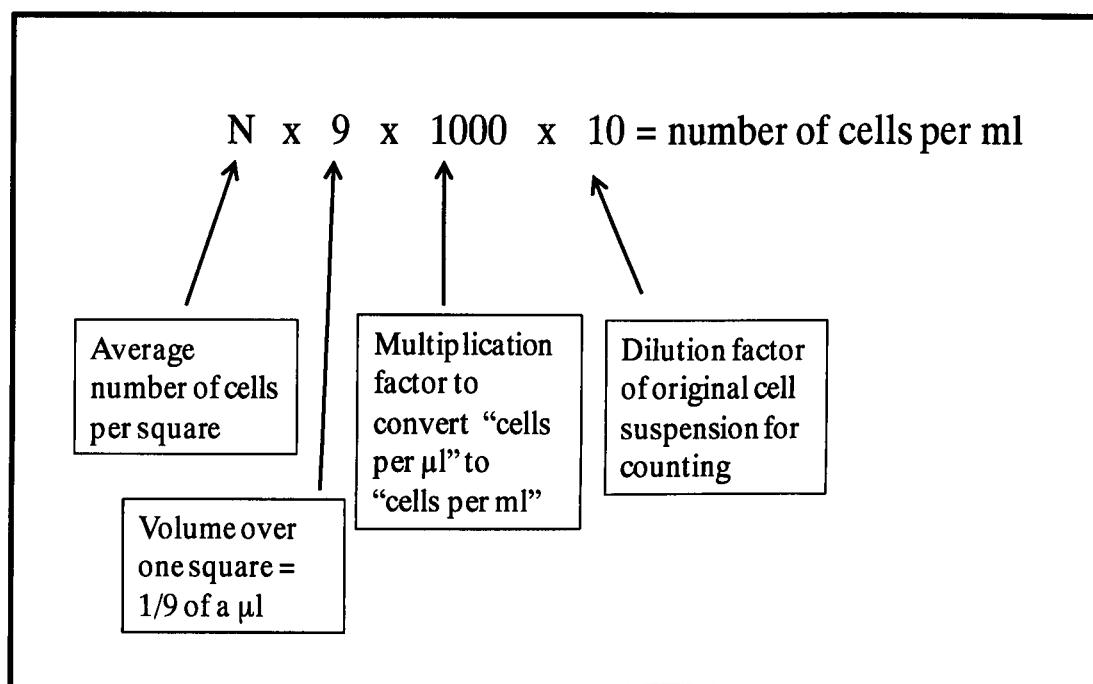 N x 9 x 1000 x 10 = number of cells per ml
Average
number of cells
per square
Volume over
one square =
1/9 of a µl
Multiplication
factor to
convert “cells
per µl” to
“cells per ml”
Dilution factor
of original cell
suspension for
counting